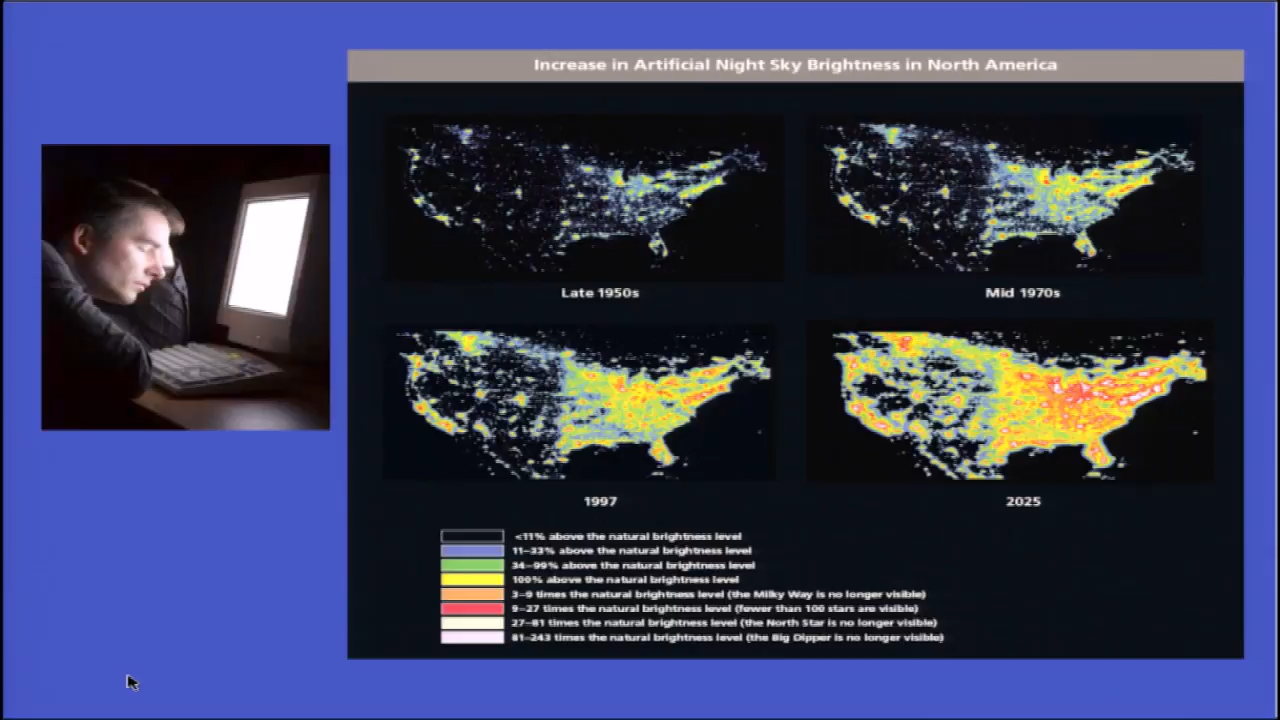 Increase in Artificial Night Sky Brightness in North America
Late 1950s
Mid 1970s
1997
2025
<11% above the natural brightness level
11–33% above the natural brightness level
34–99% above the natural brightness level
100% above the natural brightness level
3–9 times the natural brightness level (the Milky Way is no longer visible)
9–27 times the natural brightness level (fewer than 100 stars are visible)
27–81 times the natural brightness level (the North Star is no longer visible)
81–243 times the natural brightness level (the Big Dipper is no longer visible)